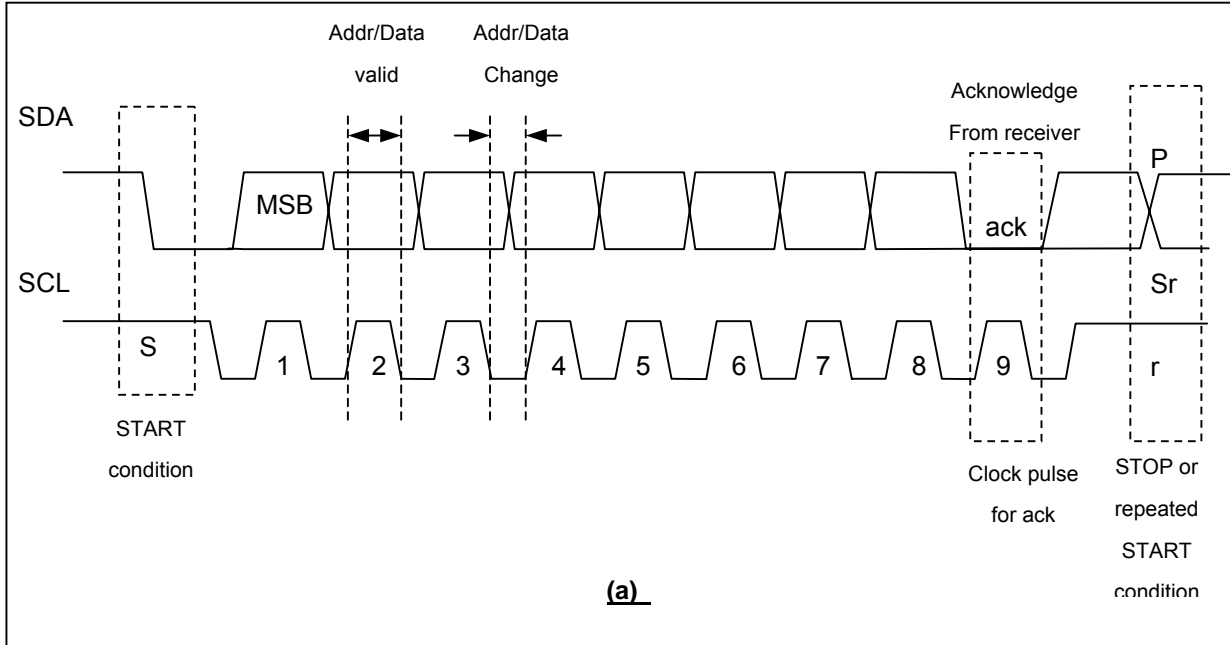 Addr/Data
valid
Addr/Data
Change
Acknowledge
From receiver
SDA
MSB
ack
P
SCL
Sr
S
1
2
3
4
5
6
7
8
9
r
START
condition
Clock pulse
for ack
STOP or
repeated
START
condition
(a)